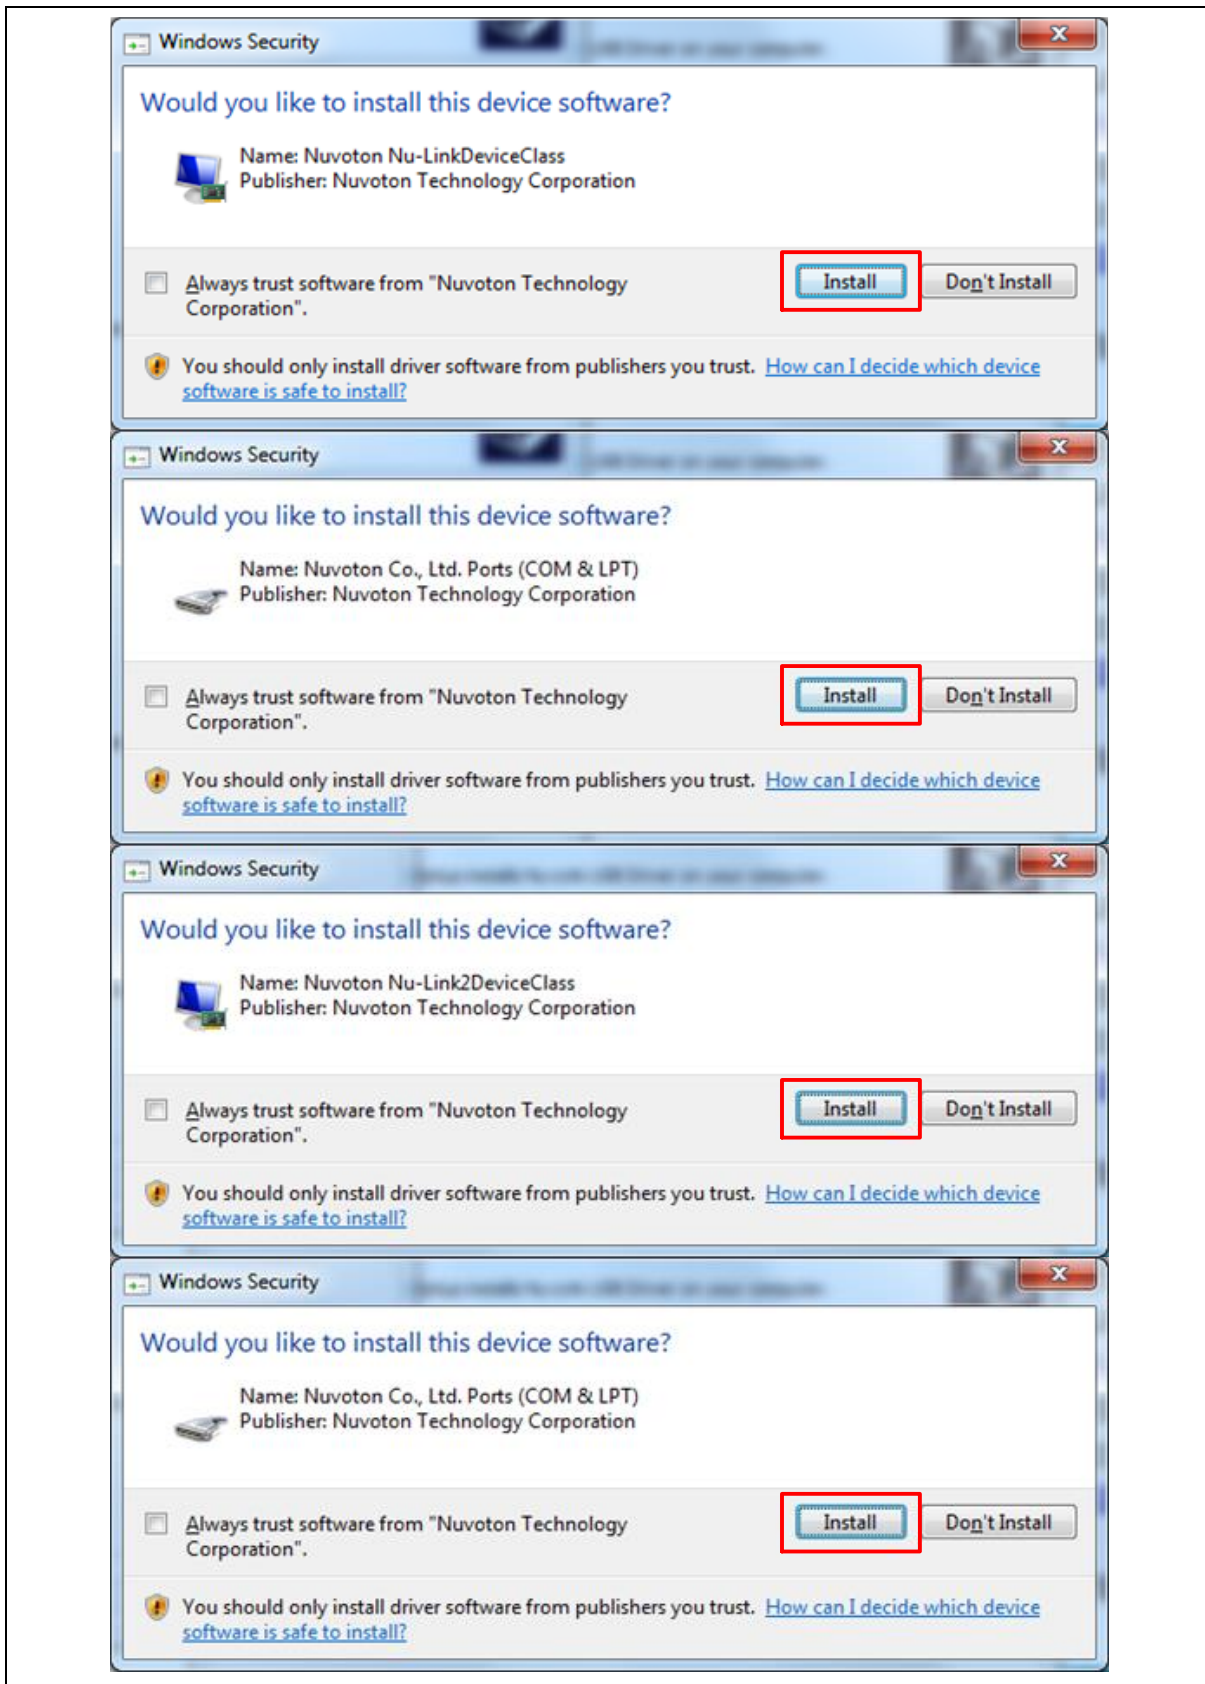 Windows Security
Would you like to install this device software?
Name: Nuvoton Nu-LinkDeviceClass
Publisher: Nuvoton Technology Corporation
Always trust software from "Nuvoton Technology Corporation".
Install
Don't Install
You should only install driver software from publishers you trust. How can I decide which device
software is safe to install?
Windows Security
Would you like to install this device software?
Name: Nuvoton Co., Ltd. Ports (COM & LPT)
Publisher: Nuvoton Technology Corporation
Always trust software from "Nuvoton Technology Corporation".
Install
Don't Install
You should only install driver software from publishers you trust. How can I decide which device
software is safe to install?
Windows Security
Would you like to install this device software?
Name: Nuvoton Nu-Link2DeviceClass
Publisher: Nuvoton Technology Corporation
Always trust software from "Nuvoton Technology Corporation".
Install
Don't Install
You should only install driver software from publishers you trust. How can I decide which device
software is safe to install?
Windows Security
Would you like to install this device software?
Name: Nuvoton Co., Ltd. Ports (COM & LPT)
Publisher: Nuvoton Technology Corporation
Always trust software from "Nuvoton Technology Corporation".
Install
Don't Install
You should only install driver software from publishers you trust. How can I decide which device
software is safe to install?